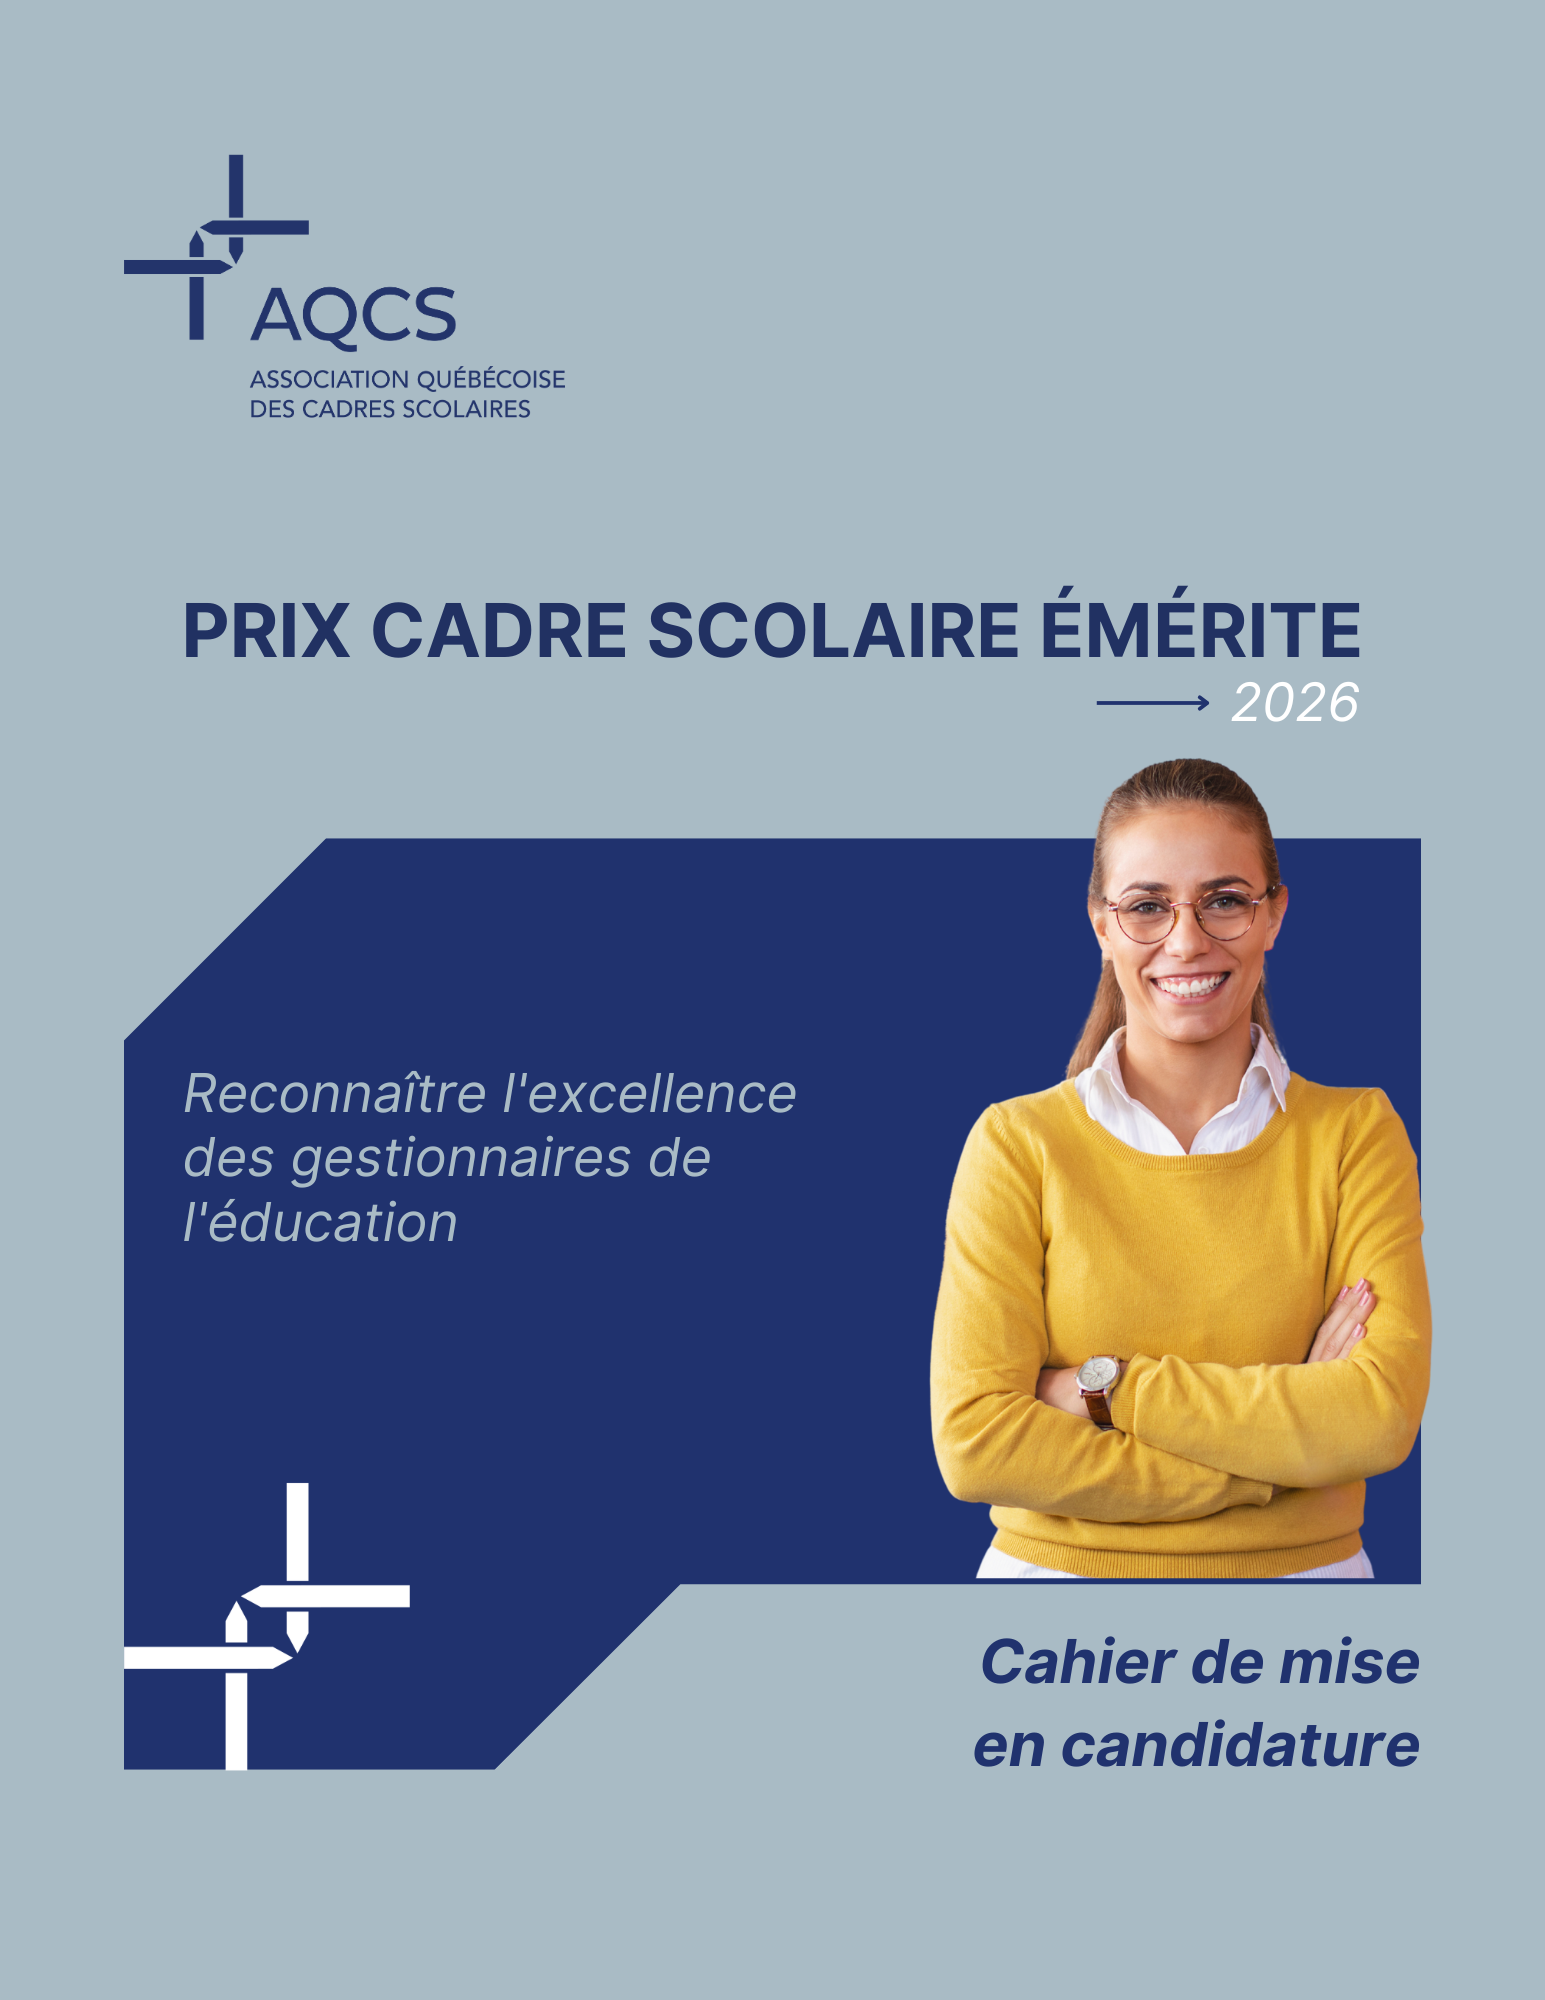 AQCS
ASSOCIATION QUÉBÉCOISE
DES CADRES SCOLAIRES
PRIX CADRE SCOLAIRE ÉMÉRITE
2026
Reconnaître l'excellence
des gestionnaires de
l'éducation
Cahier de mise
en candidature